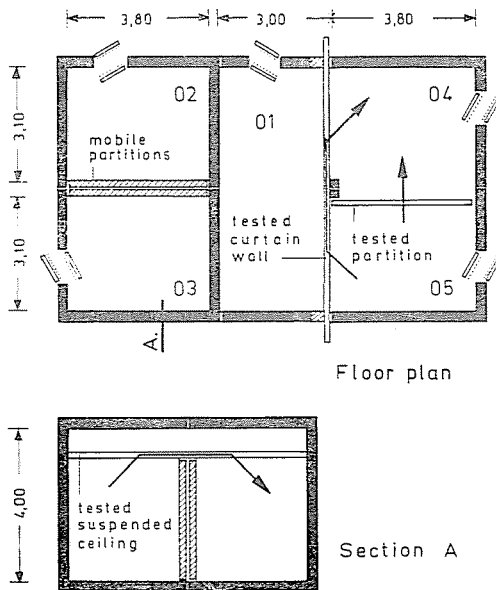 3,80
3,00
3,80
3,10
3,10
02
01
04
mobile
partitions
tested
curtain
wall
tested
partition
03
05
A.
Floor plan
4,00
tested
suspended
ceiling
Section A